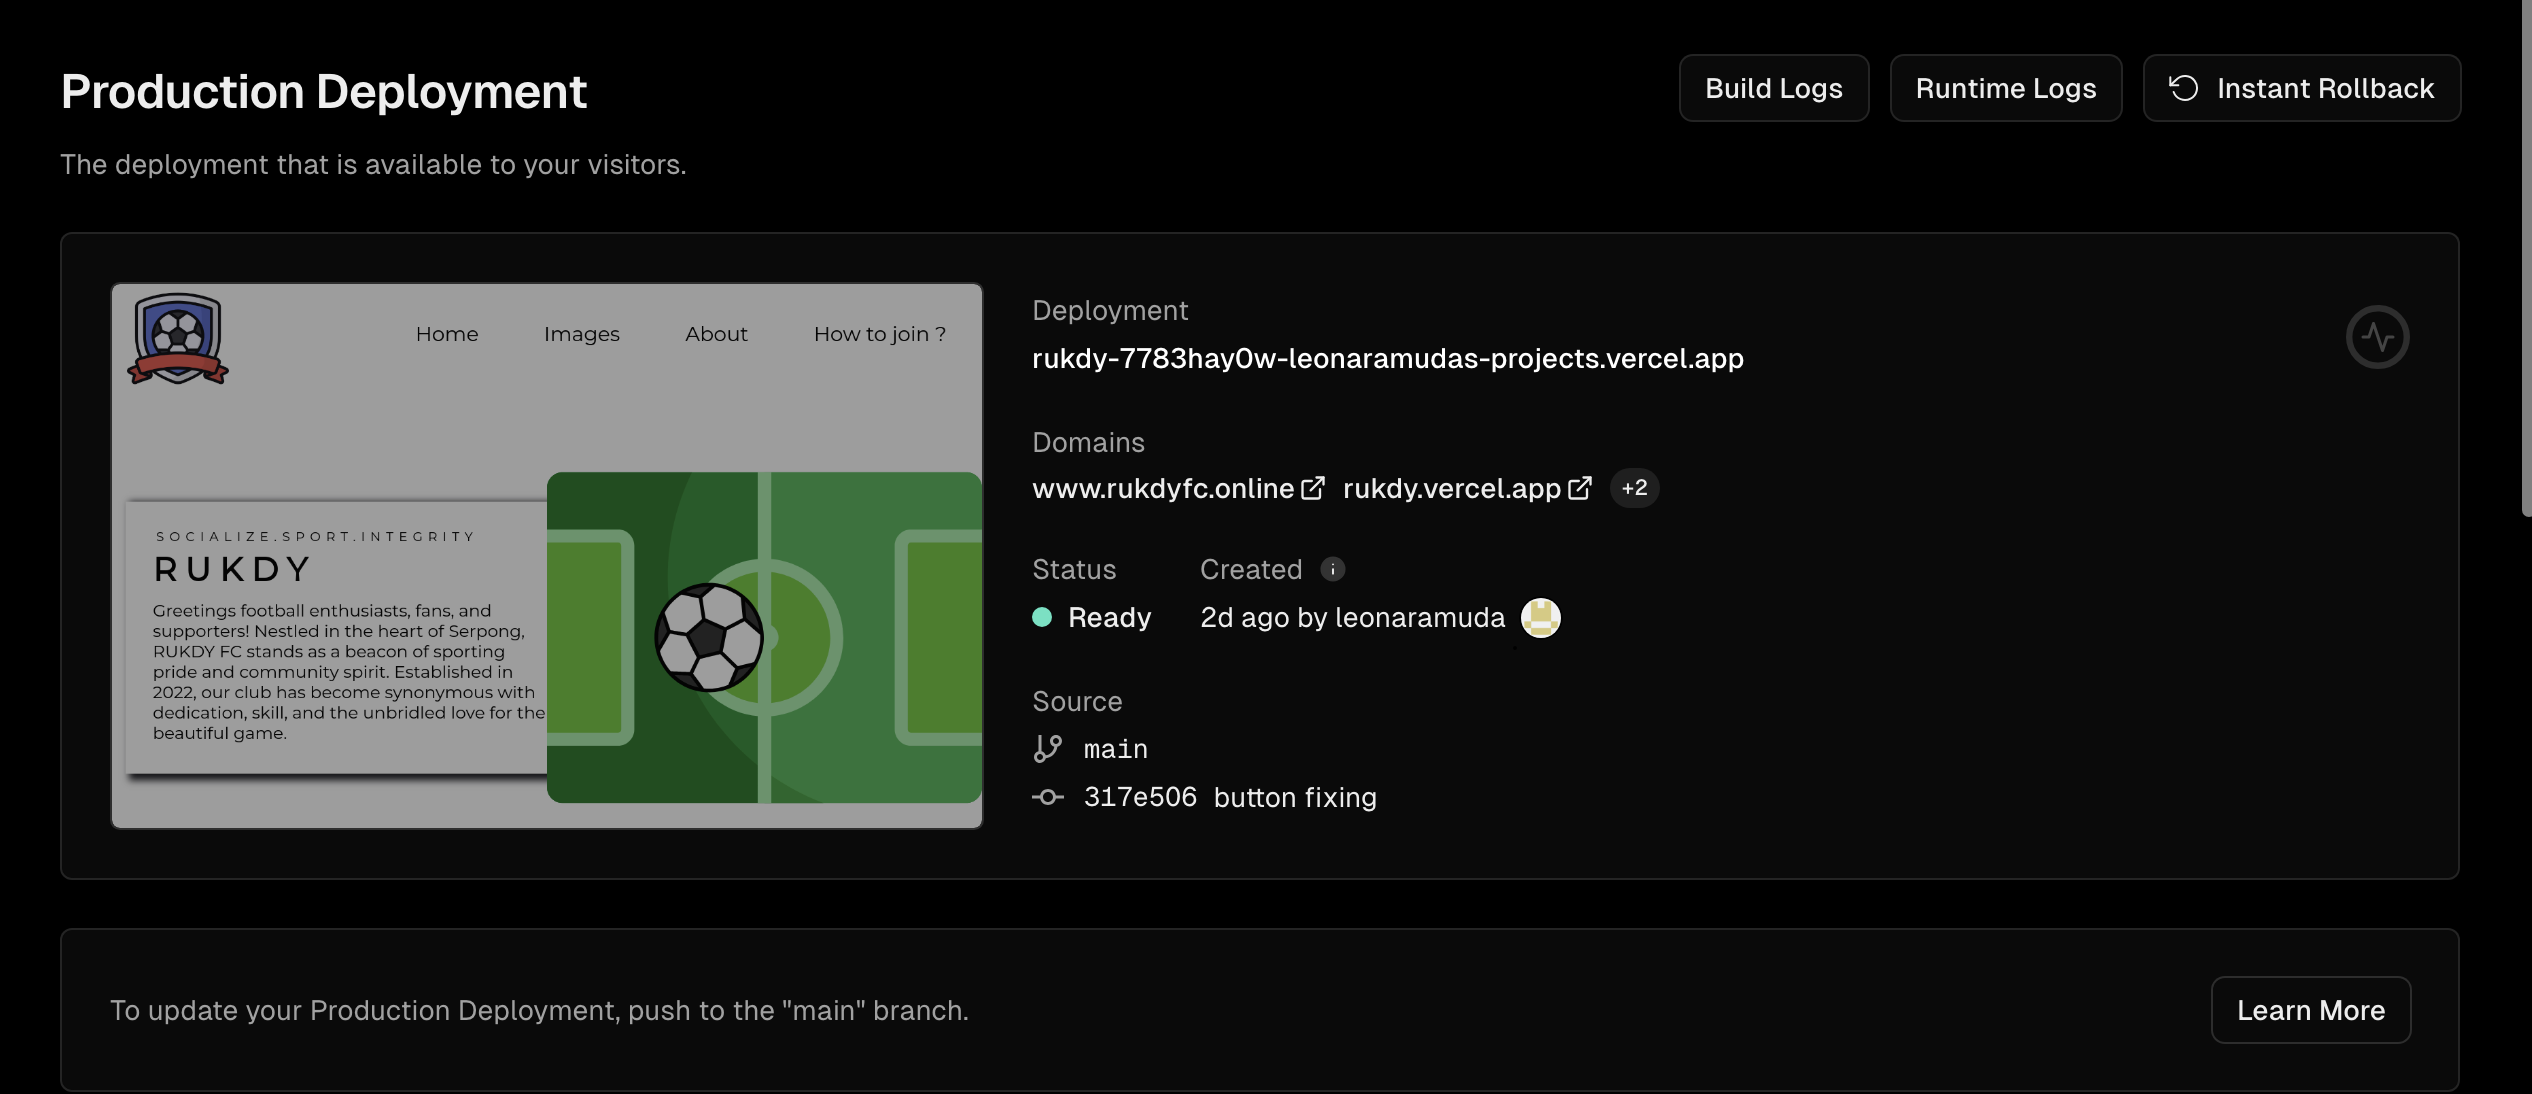 Production Deployment
Build Logs
Runtime Logs
Instant Rollback
The deployment that is available to your visitors.
Home
Images
About
How to join ?
SOCIALIZE.SPORT.INTEGRITY
RUKDY
Greetings football enthusiasts, fans, and
supporters! Nestled in the heart of Serpong,
RUKDY FC stands as a beacon of sporting
pride and community spirit. Established in
2022, our club has become synonymous with
dedication, skill, and the unbridled love for the
beautiful game.
Deployment
rukdy-7783hay0w-leonaramudas-projects.vercel.app
Domains
www.rukdyfc.online rukdy.vercel.app +2
Status Created
Ready 2d ago by leonaramuda
Source
main
317e506 button fixing
To update your Production Deployment, push to the "main" branch.
Learn More